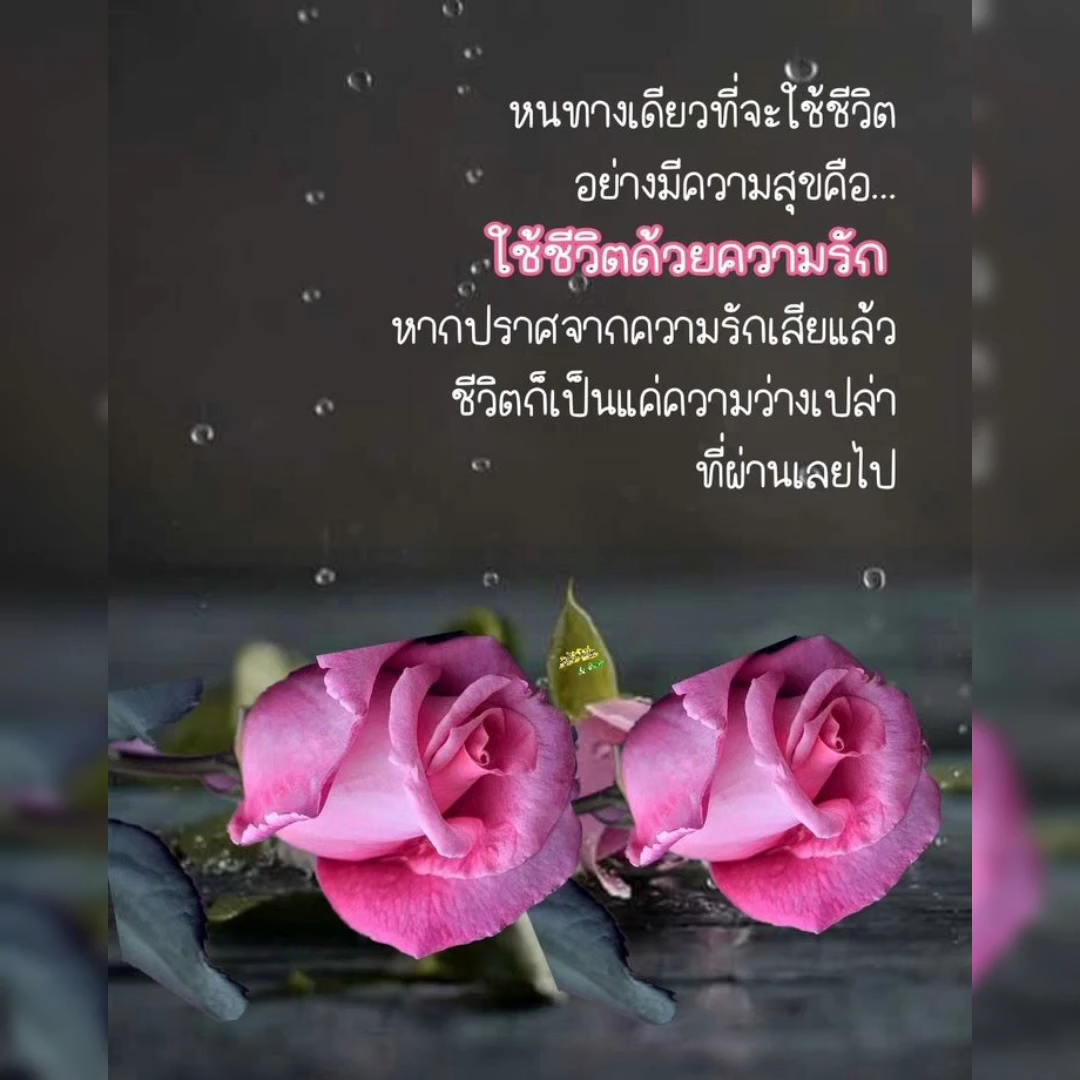 หนทางเดียวที่จะใช้ชีวิต
อย่างมีความสุขคือ...
ใช้ชีวิตด้วยความรัก
หากปราศจากความรักเสียแล้ว
ชีวิตก็เป็นแค่ความว่างเปล่า
ที่ผ่านเลยไป